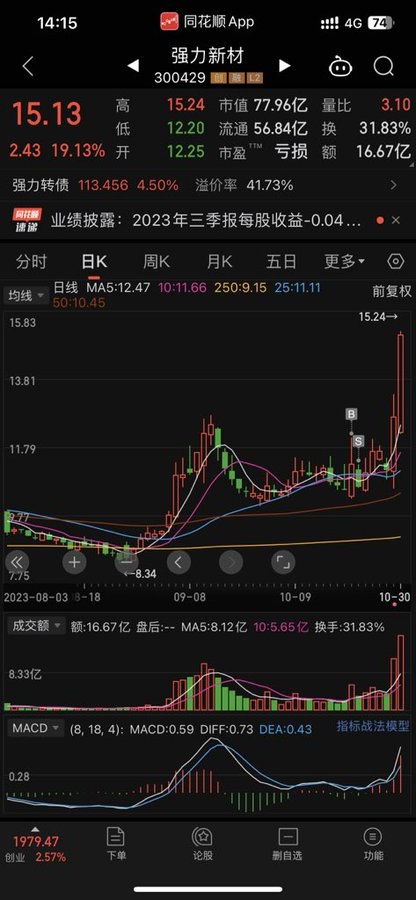 14:15 同花顺App 4G 74
强力新材
300429 创 融 L2
15.13 高 15.24 市值 77.96亿 量比 3.10
低 12.20 流通 56.84亿 换 31.83%
2.43 19.13% 开 12.25 市盈TTM 亏损 额 16.67亿
强力转债 113.456 4.50% 溢价率 41.73%
同花顺 速递 业绩披露：2023年三季报每股收益-0.04...
分时 日K 周K 月K 五日 更多
均线 日线 MA5:12.47 10:11.66 250:9.15 25:11.11 前复权
50:10.45
15.83 15.24
13.81
B
11.79 S
9.77
7.75 8.34
2023-08-03 8-18 09-08 10-09 10-30
成交额 额:16.67亿 盘后:-- MA5:8.12亿 10:5.65亿 换手:31.83%
8.33亿
MACD (8, 18, 4): MACD:0.59 DIFF:0.73 DEA:0.43 指标战法模型
0.28
1979.47
创业 2.57% 下单 论股 删自选 功能